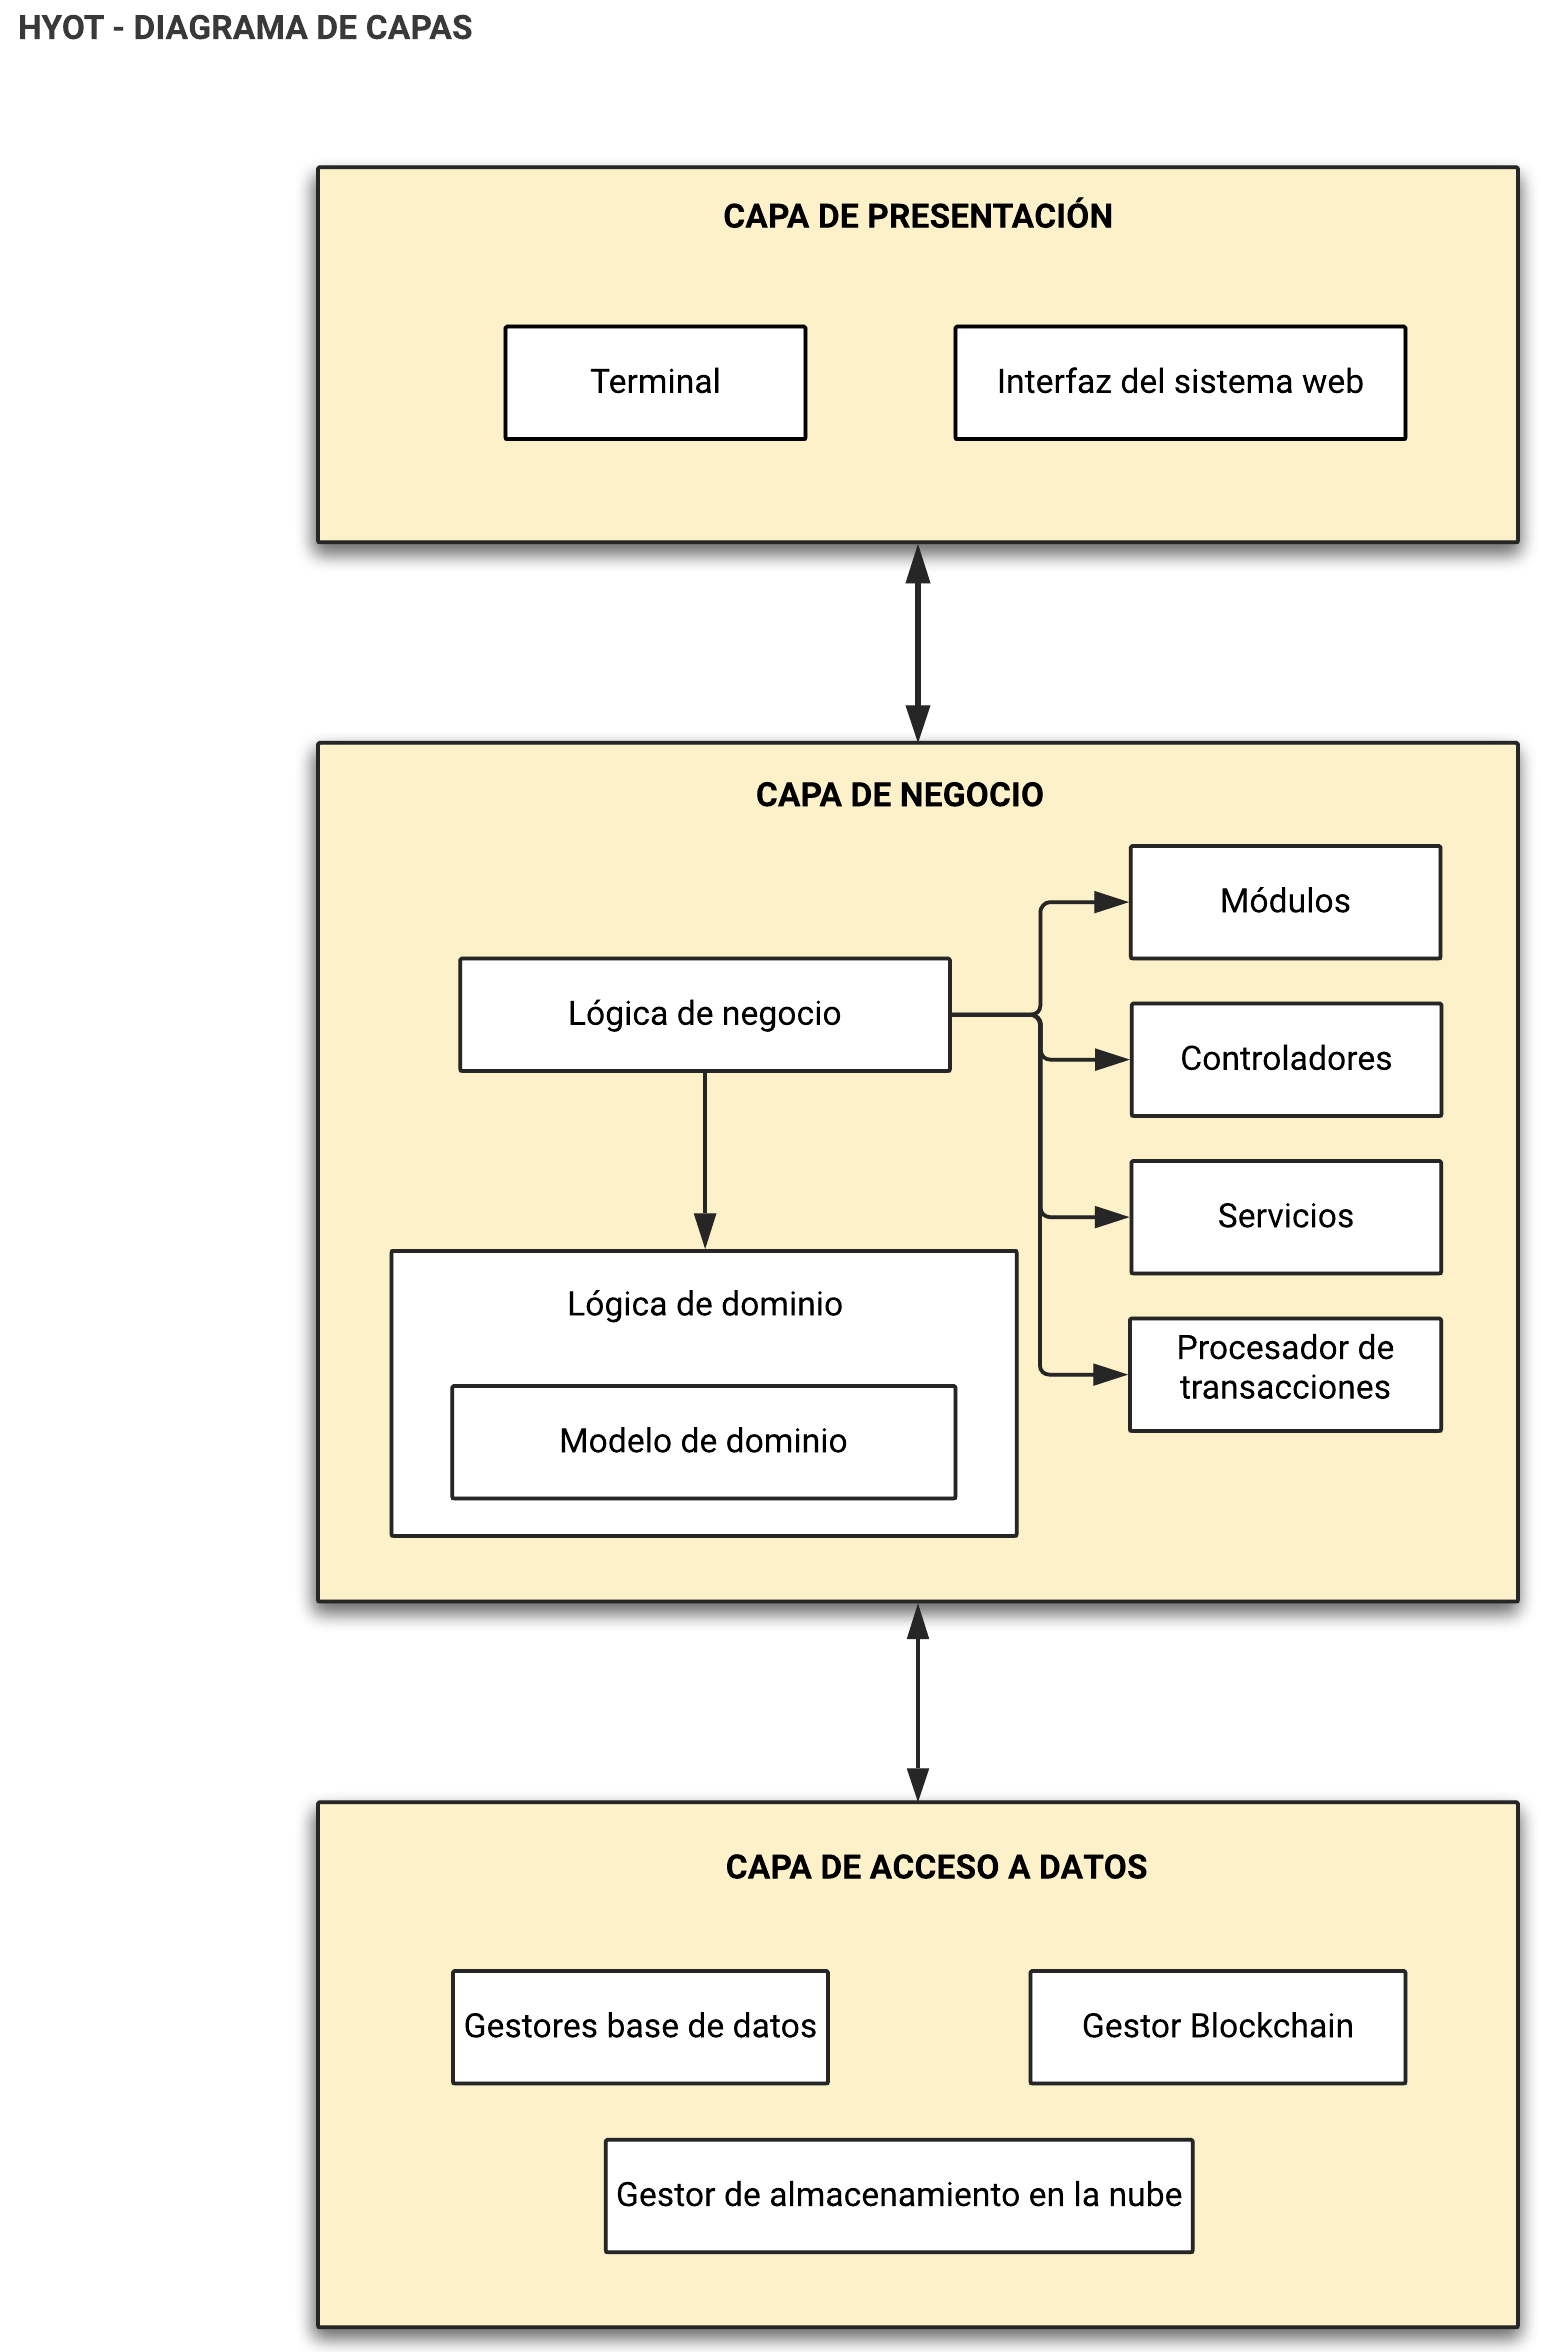 HYOT - DIAGRAMA DE CAPAS
CAPA DE PRESENTACIÓN
Terminal
Interfaz del sistema web
CAPA DE NEGOCIO
Módulos
Lógica de negocio
Controladores
Servicios
Lógica de dominio
Procesador de
transacciones
Modelo de dominio
CAPA DE ACCESO A DATOS
Gestores base de datos
Gestor Blockchain
Gestor de almacenamiento en la nube